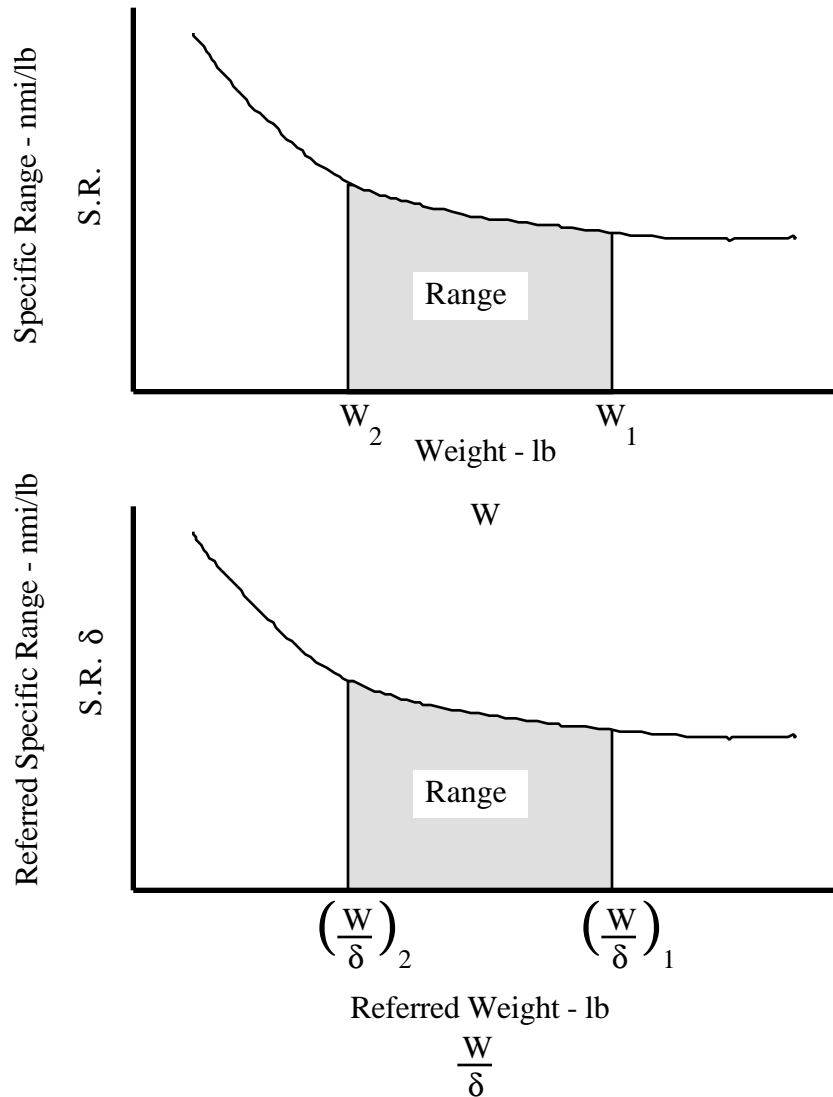 Specific Range - nmi/lb
S.R.
Range
W2
W1
Weight - lb
W
Referred Specific Range - nmi/lb
S.R. δ
Range
(W/δ)2
(W/δ)1
Referred Weight - lb
W/δ